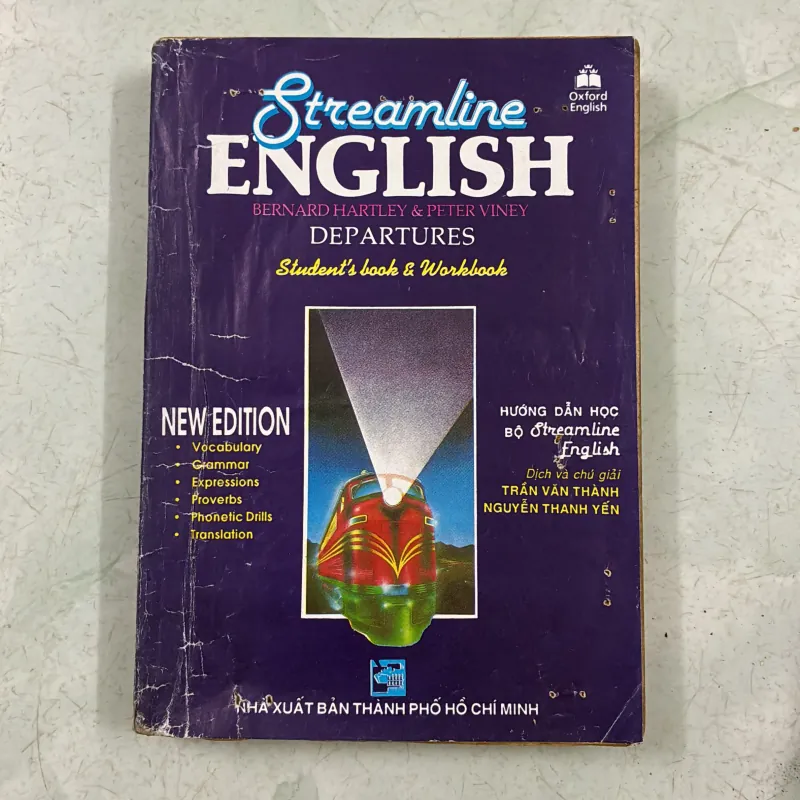 Streamline
Oxford
English
ENGLISH
BERNARD HARTLEY & PETER VINEY
DEPARTURES
Student's book & Workbook
NEW EDITION
• Vocabulary
• Grammar
• Expressions
• Proverbs
• Phonetic Drills
• Translation
HƯỚNG DẪN HỌC
BỘ Streamline
English
Dịch và chú giải
TRẦN VĂN THÀNH
NGUYỄN THANH YẾN
NHÀ XUẤT BẢN THÀNH PHỐ HỒ CHÍ MINH